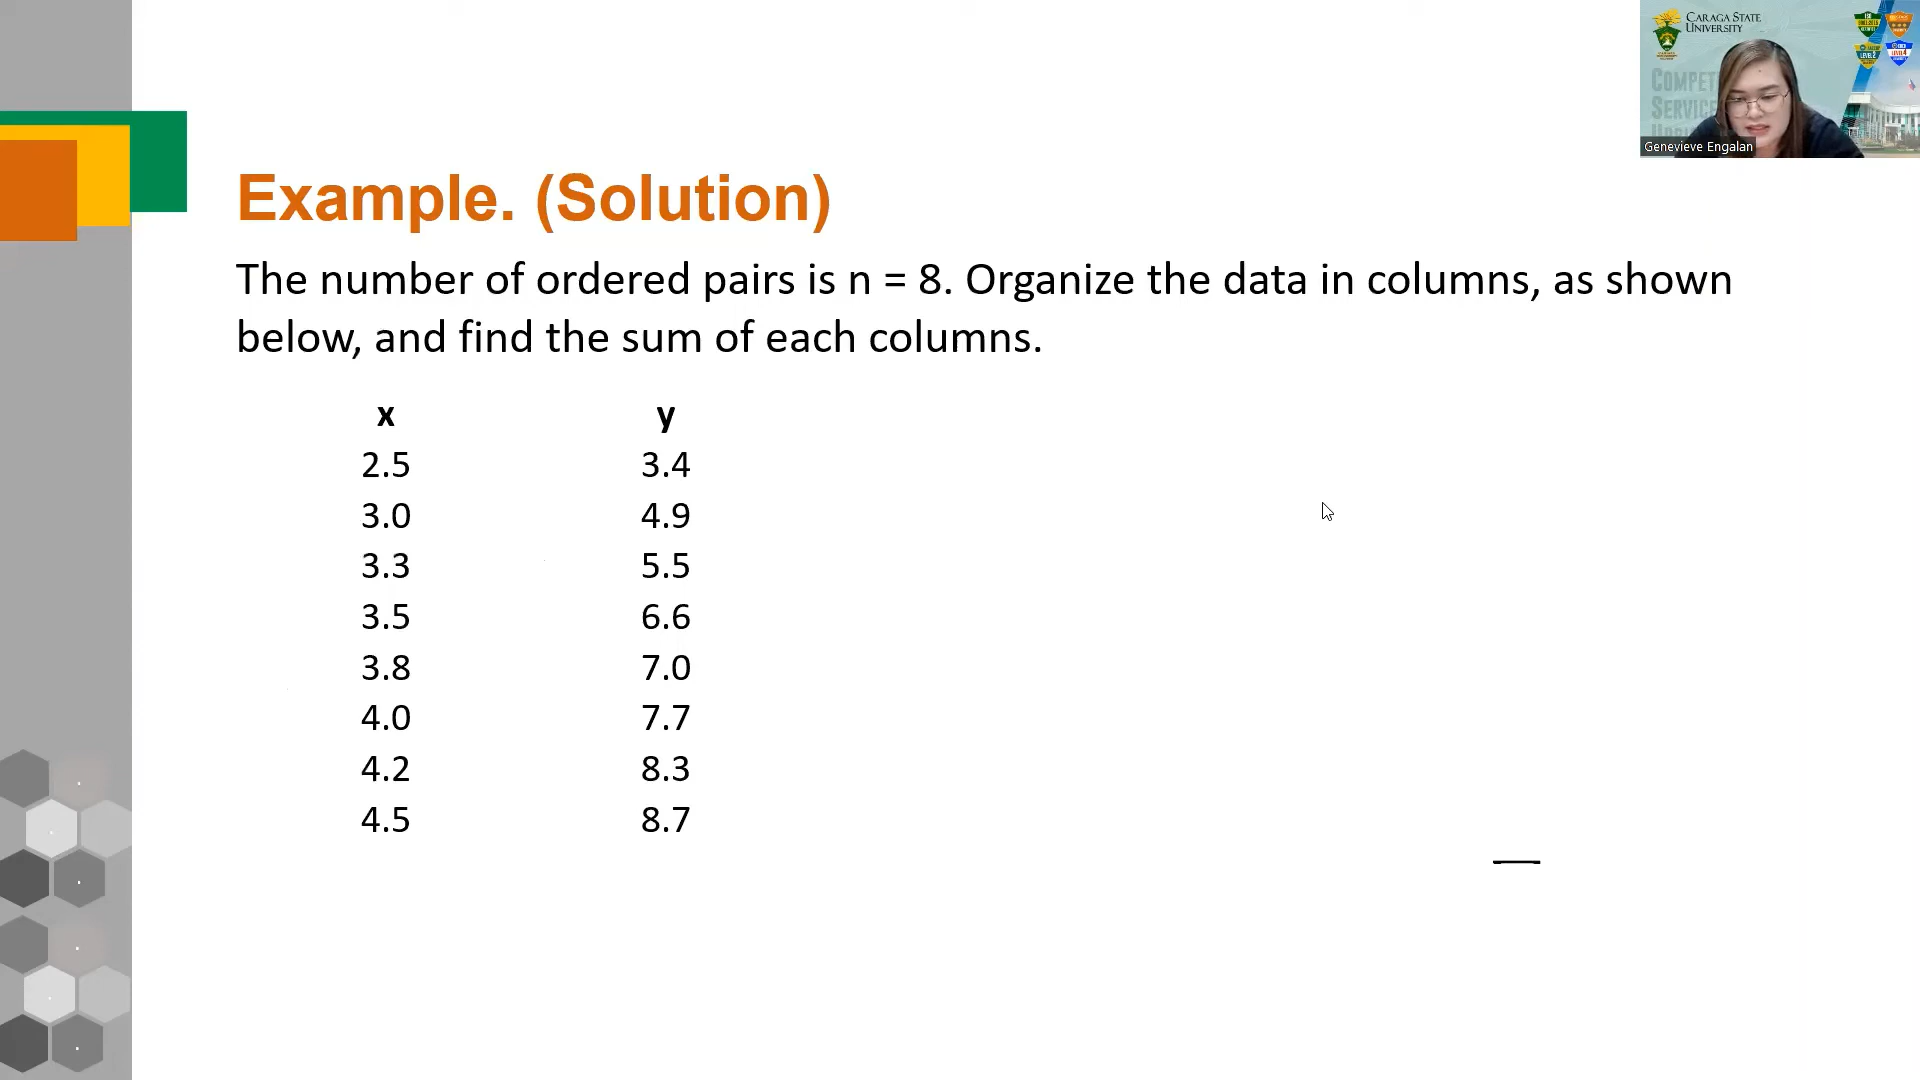 CARAGA STATE
UNIVERSITY
COMPET
SERVICE
Genevieve Engalan
Example. (Solution)
The number of ordered pairs is n = 8. Organize the data in columns, as shown
below, and find the sum of each columns.
x y
2.5 3.4
3.0 4.9
3.3 5.5
3.5 6.6
3.8 7.0
4.0 7.7
4.2 8.3
4.5 8.7